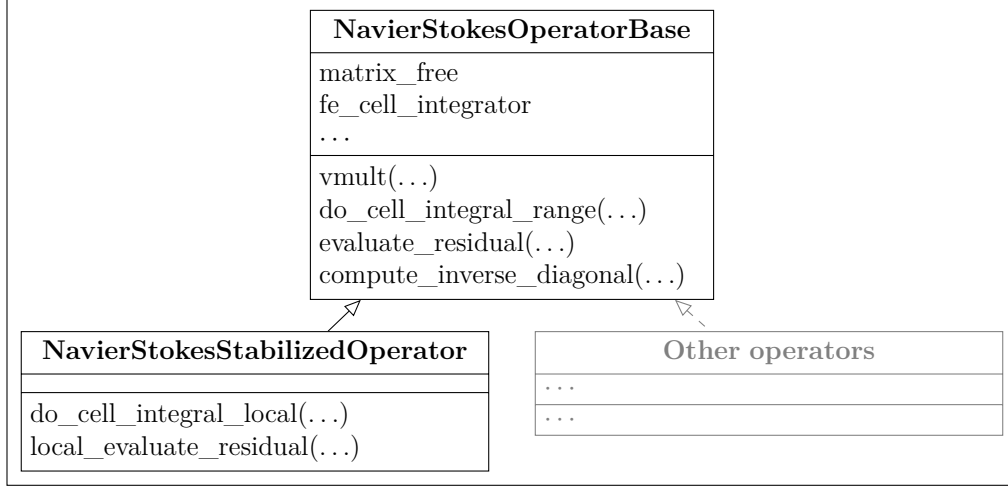 NavierStokesOperatorBase
matrix_free
fe_cell_integrator
...
vmult(...)
do_cell_integral_range(...)
evaluate_residual(...)
compute_inverse_diagonal(...)
NavierStokesStabilizedOperator
do_cell_integral_local(...)
local_evaluate_residual(...)
Other operators
...
...